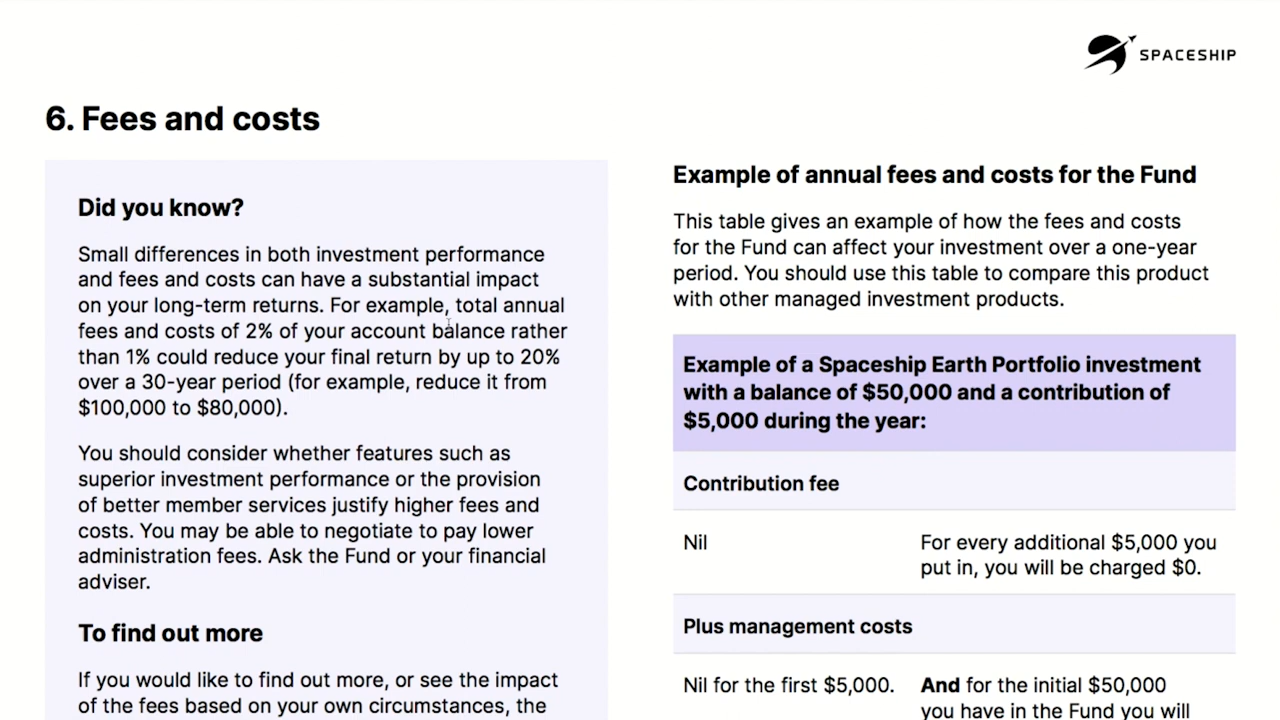 SPACESHIP
6. Fees and costs
Did you know?
Small differences in both investment performance
and fees and costs can have a substantial impact
on your long-term returns. For example, total annual
fees and costs of 2% of your account balance rather
than 1% could reduce your final return by up to 20%
over a 30-year period (for example, reduce it from
$100,000 to $80,000).
You should consider whether features such as
superior investment performance or the provision
of better member services justify higher fees and
costs. You may be able to negotiate to pay lower
administration fees. Ask the Fund or your financial
adviser.
To find out more
If you would like to find out more, or see the impact
of the fees based on your own circumstances, the
Example of annual fees and costs for the Fund
This table gives an example of how the fees and costs
for the Fund can affect your investment over a one-year
period. You should use this table to compare this product
with other managed investment products.
Example of a Spaceship Earth Portfolio investment
with a balance of $50,000 and a contribution of
$5,000 during the year:
Contribution fee
Nil
For every additional $5,000 you
put in, you will be charged $0.
Plus management costs
Nil for the first $5,000.
And for the initial $50,000
you have in the Fund you will